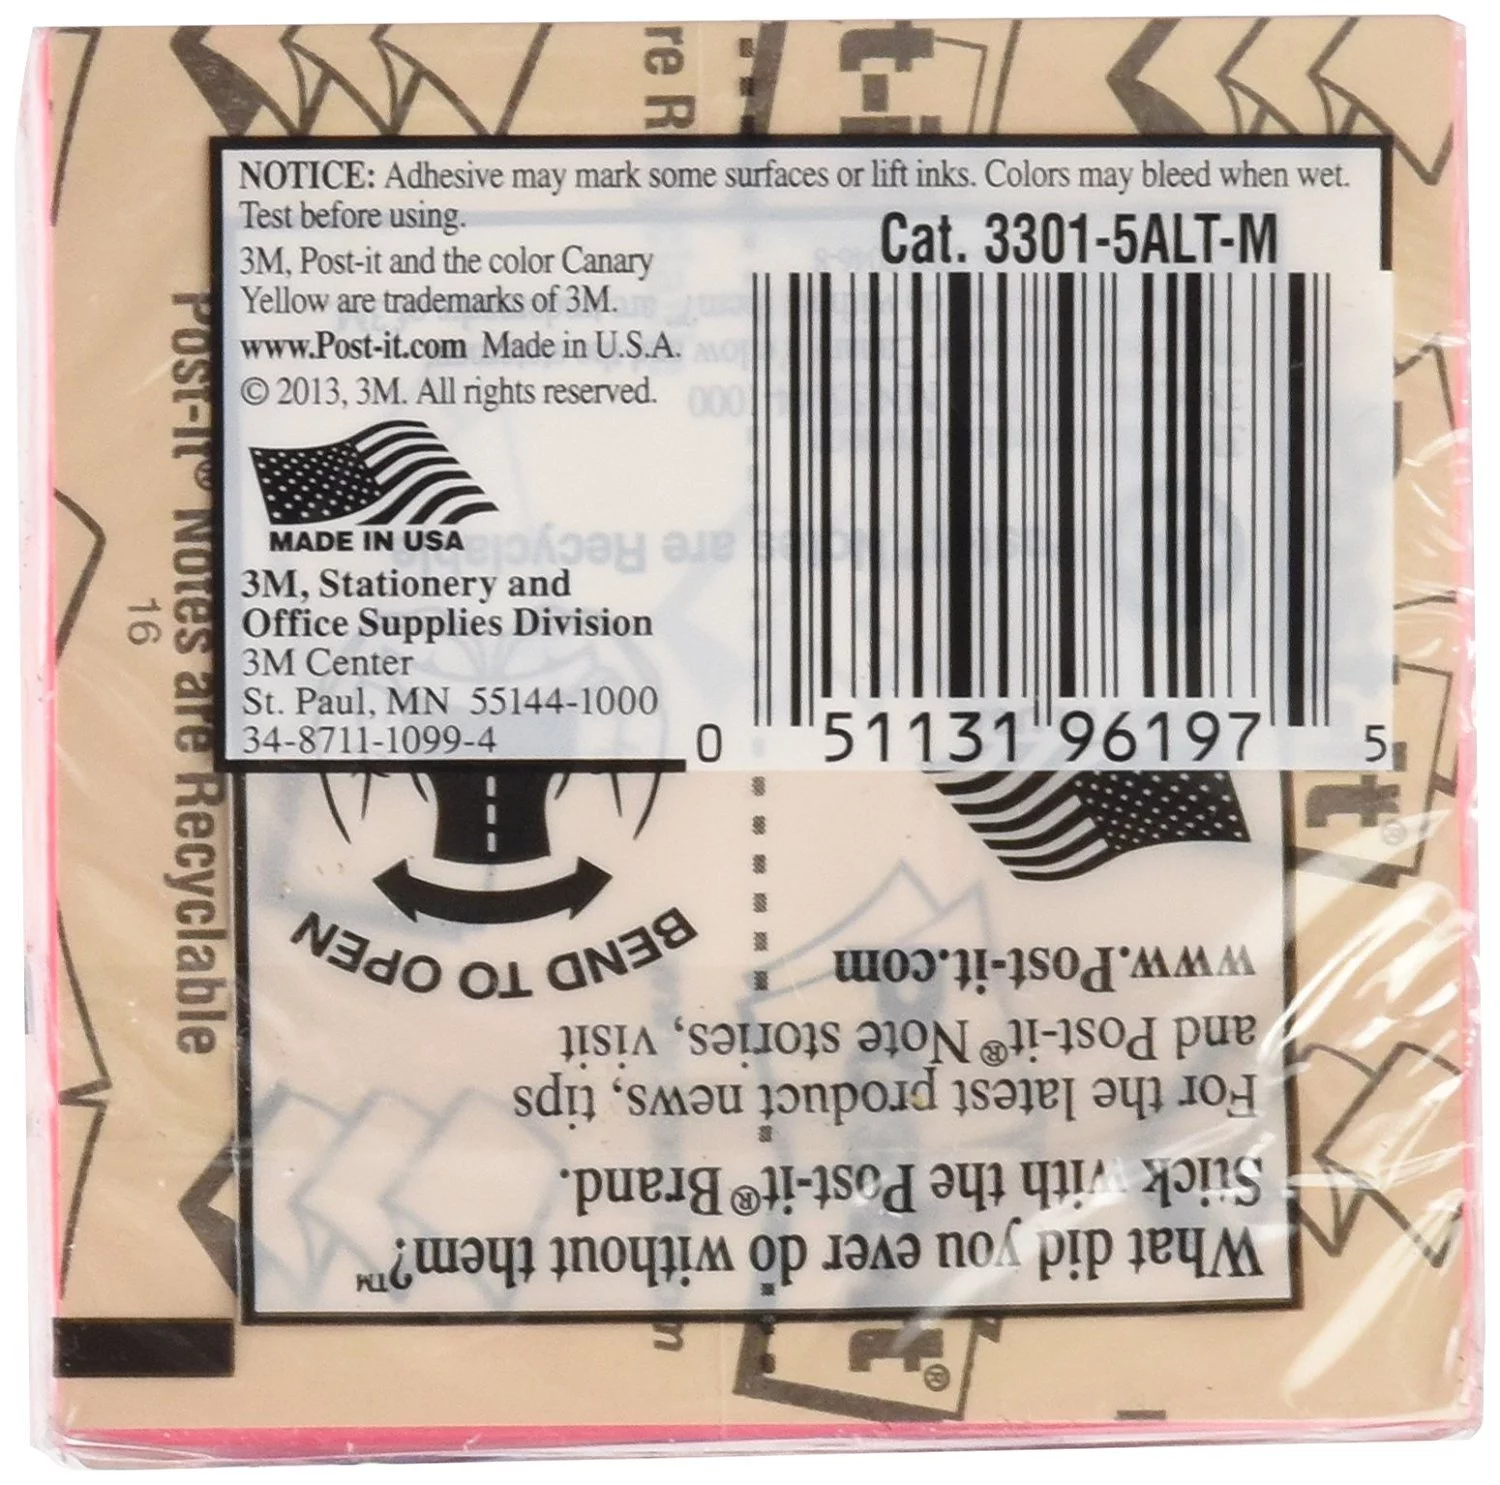 re R
t-it
NOTICE: Adhesive may mark some surfaces or lift inks. Colors may bleed when wet.
Test before using.
Cat. 3301-5ALT-M
3M, Post-it and the color Canary
Yellow are trademarks of 3M.
www.Post-it.com Made in U.S.A.
© 2013, 3M. All rights reserved.
MADE IN USA
3M, Stationery and
Office Supplies Division
3M Center
St. Paul, MN 55144-1000
34-8711-1099-4
0 51131 96197 5
Post-it® Notes are Recyclable
16
What did you ever do without them?™
Stick with the Post-it® Brand.
For the latest product news, tips
and Post-it® Note stories, visit
www.Post-it.com
BEND TO OPEN